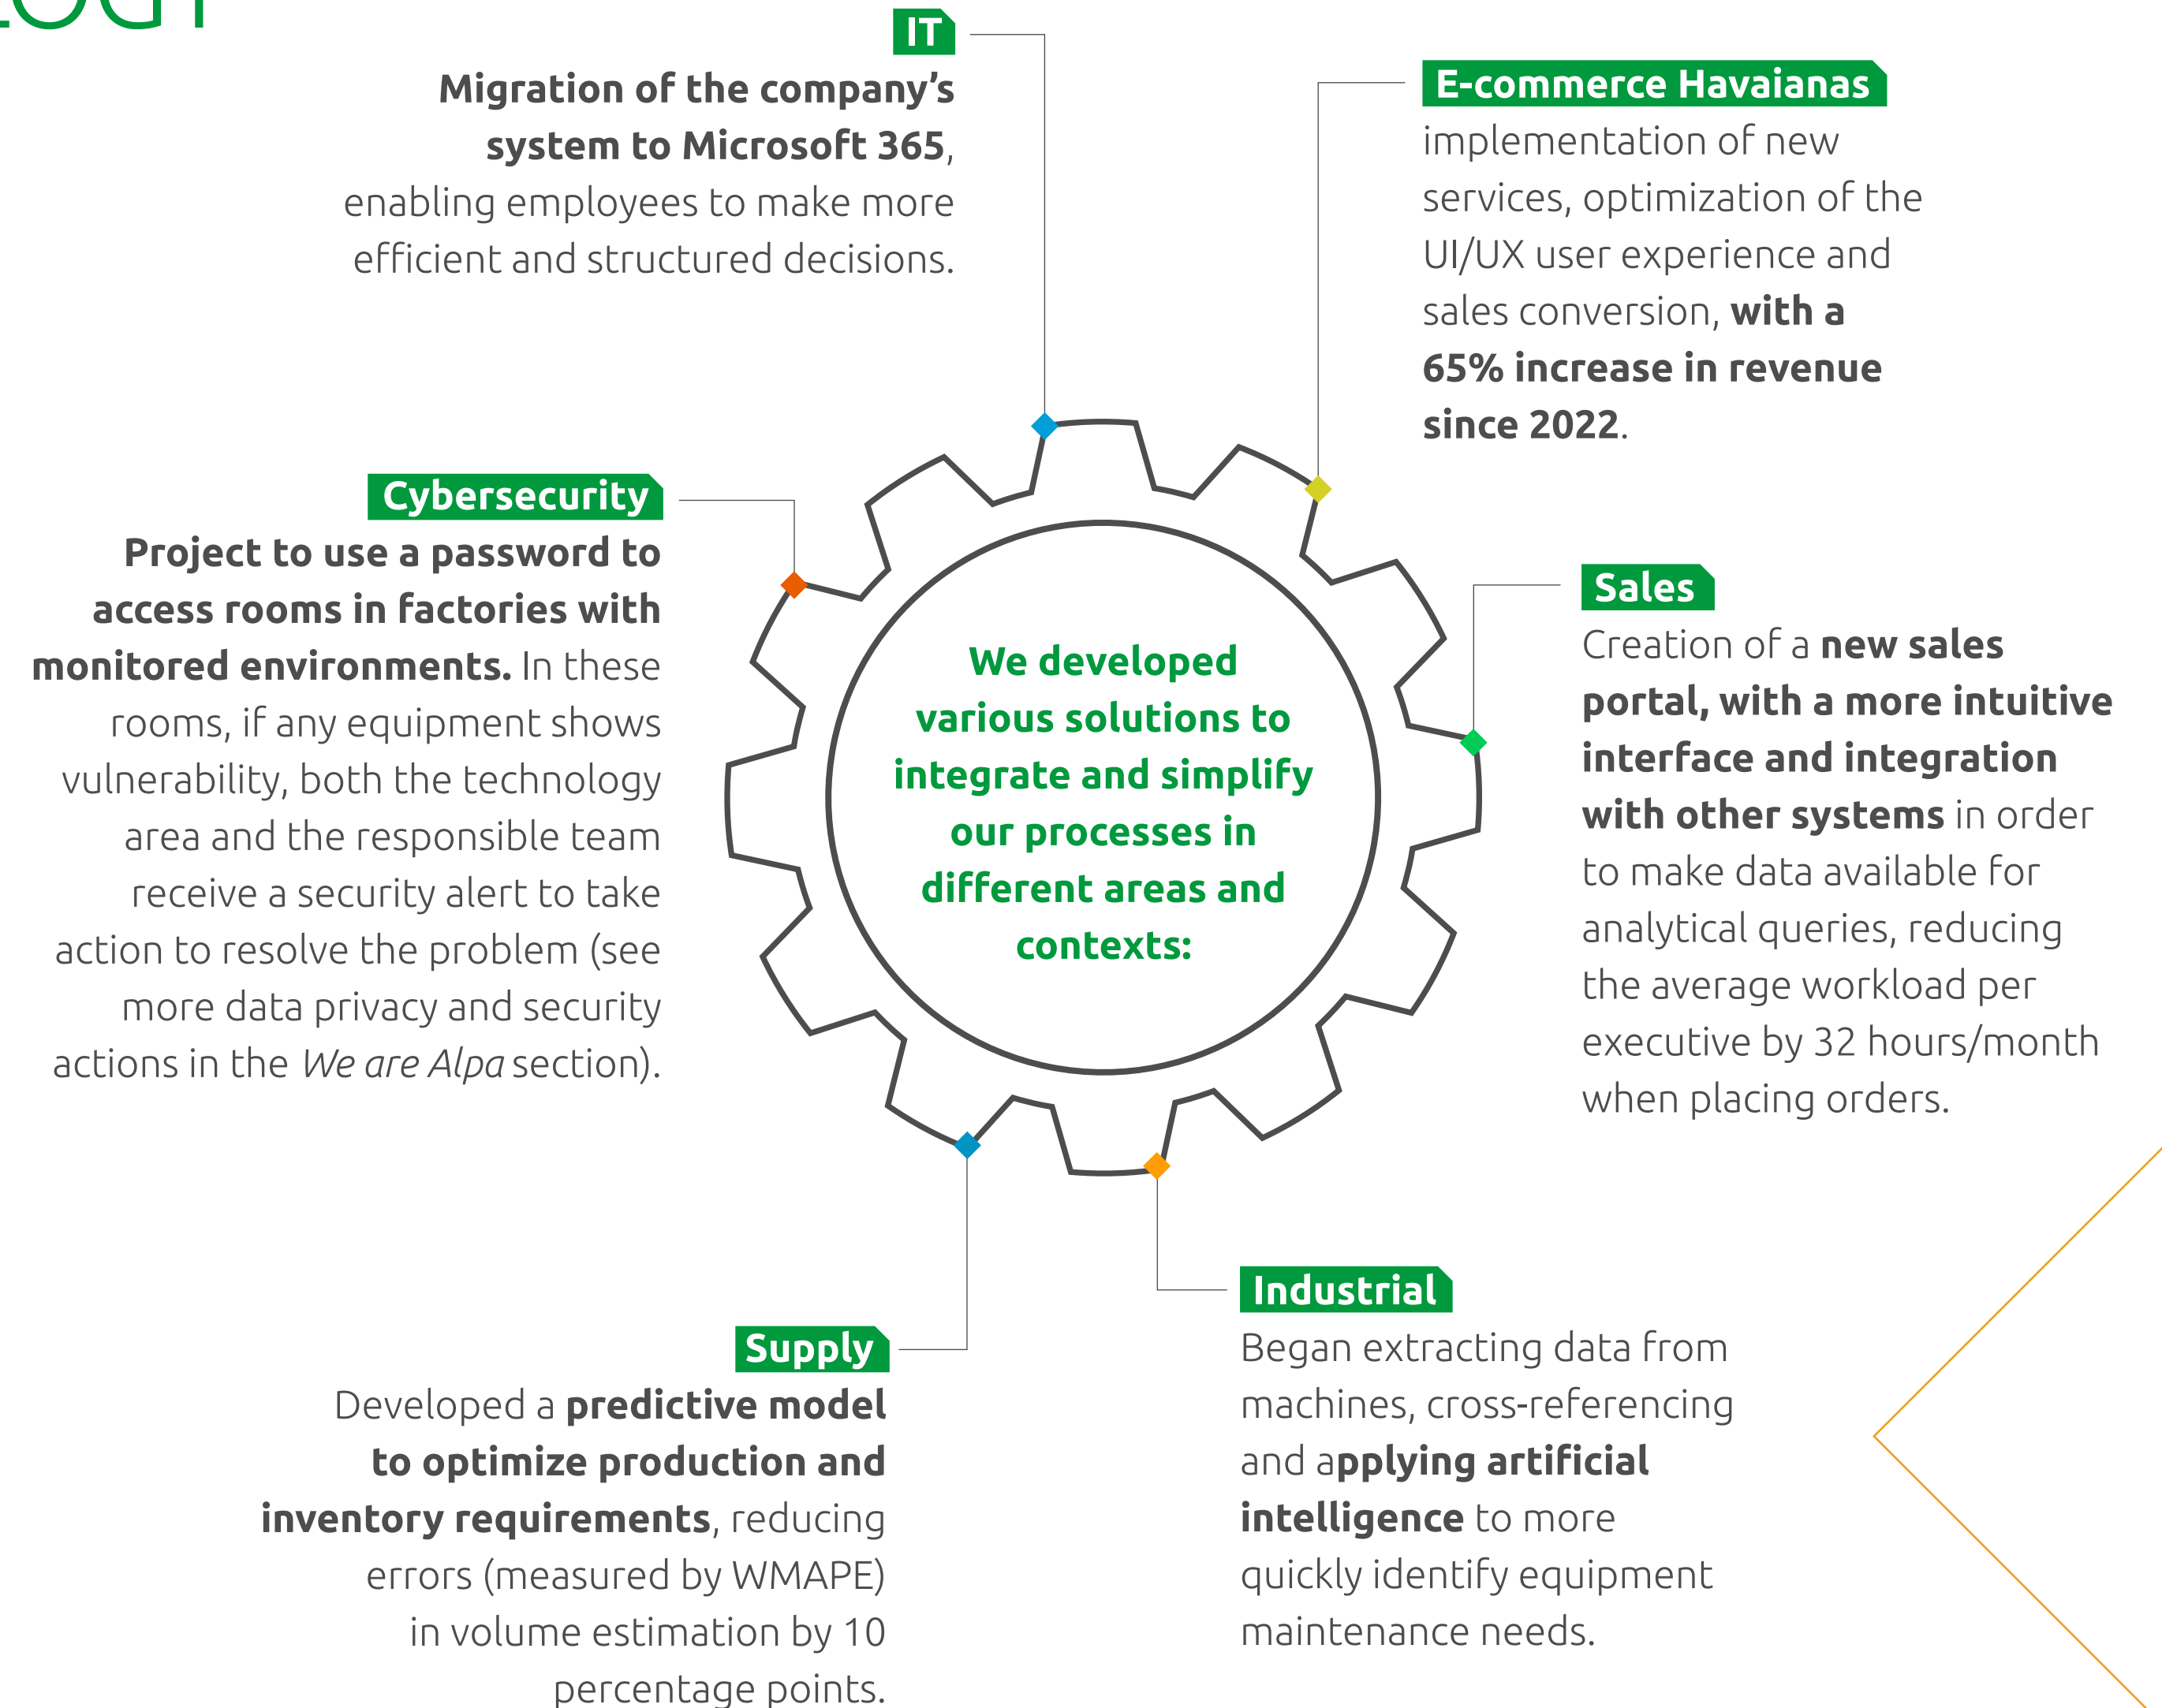 IT
Migration of the company's
system to Microsoft 365,
enabling employees to make more
efficient and structured decisions.
E-commerce Havaianas
implementation of new
services, optimization of the
UI/UX user experience and
sales conversion, with a
65% increase in revenue
since 2022.
Cybersecurity
Project to use a password to
access rooms in factories with
monitored environments. In these
rooms, if any equipment shows
vulnerability, both the technology
area and the responsible team
receive a security alert to take
action to resolve the problem (see
more data privacy and security
actions in the We are Alpa section).
We developed
various solutions to
integrate and simplify
our processes in
different areas and
contexts:
Sales
Creation of a new sales
portal, with a more intuitive
interface and integration
with other systems in order
to make data available for
analytical queries, reducing
the average workload per
executive by 32 hours/month
when placing orders.
Supply
Developed a predictive model
to optimize production and
inventory requirements, reducing
errors (measured by WMAPE)
in volume estimation by 10
percentage points.
Industrial
Began extracting data from
machines, cross-referencing
and applying artificial
intelligence to more
quickly identify equipment
maintenance needs.